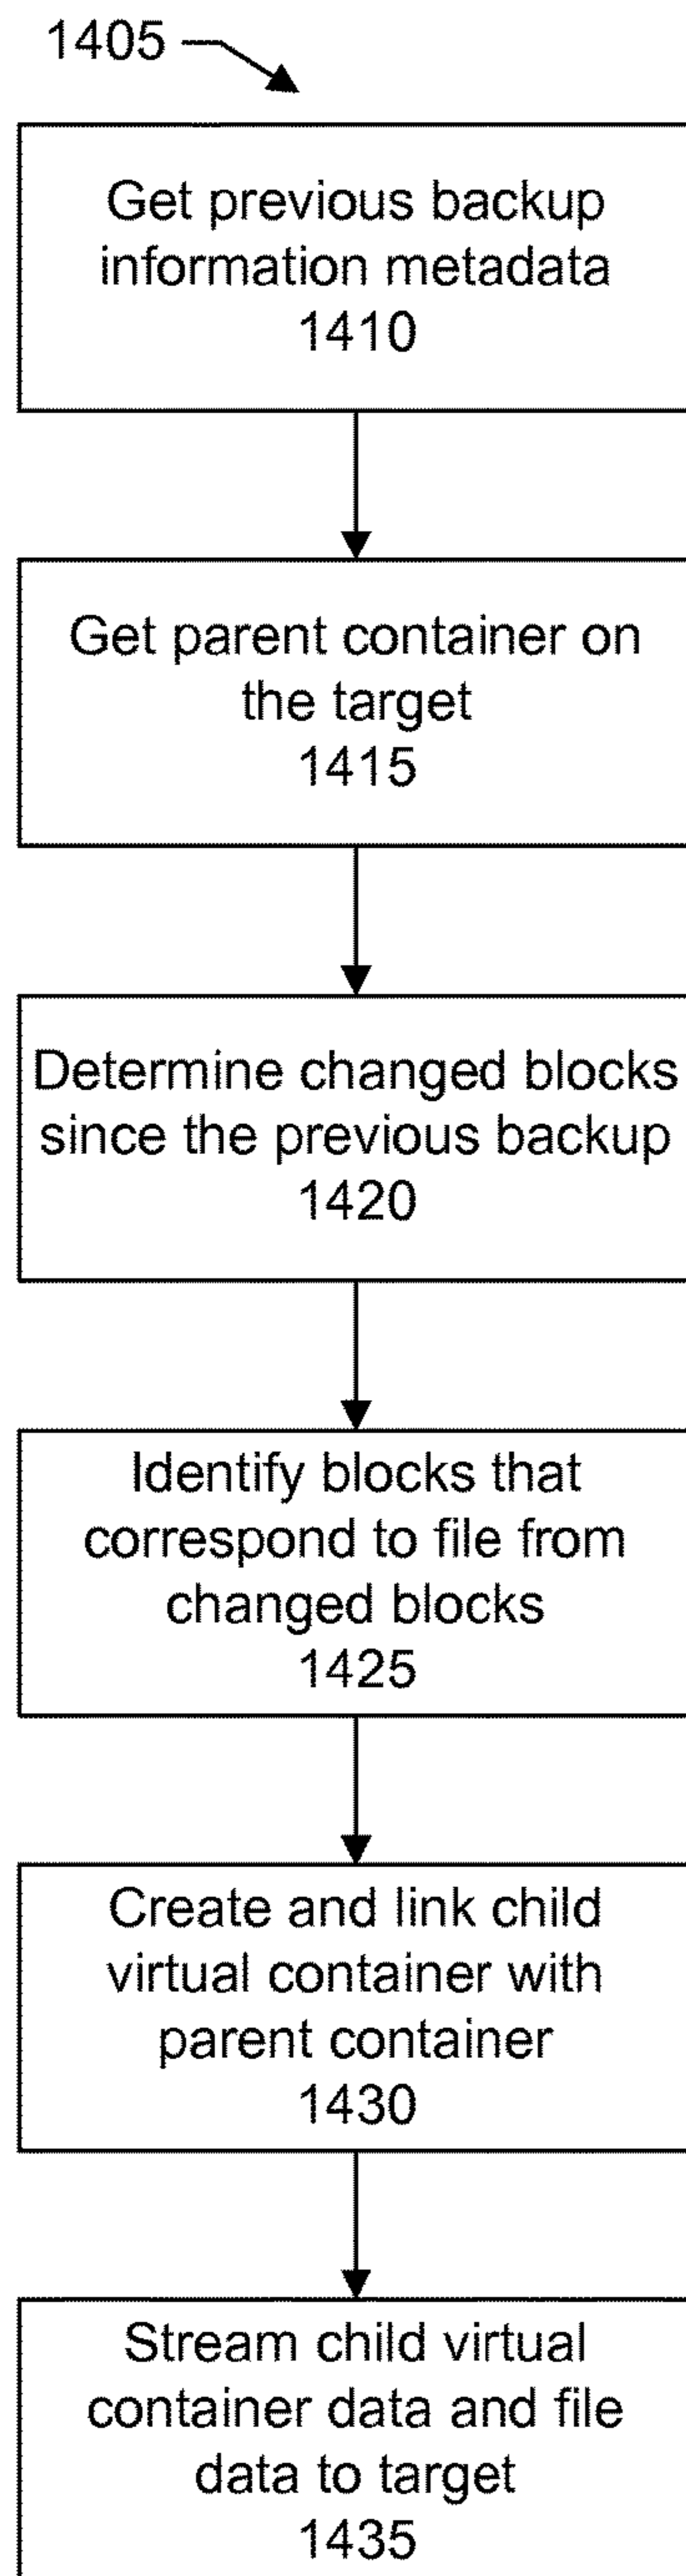 1405
Get previous backup
information metadata
1410
Get parent container on
the target
1415
Determine changed blocks
since the previous backup
1420
Identify blocks that
correspond to file from
changed blocks
1425
Create and link child
virtual container with
parent container
1430
Stream child virtual
container data and file
data to target
1435